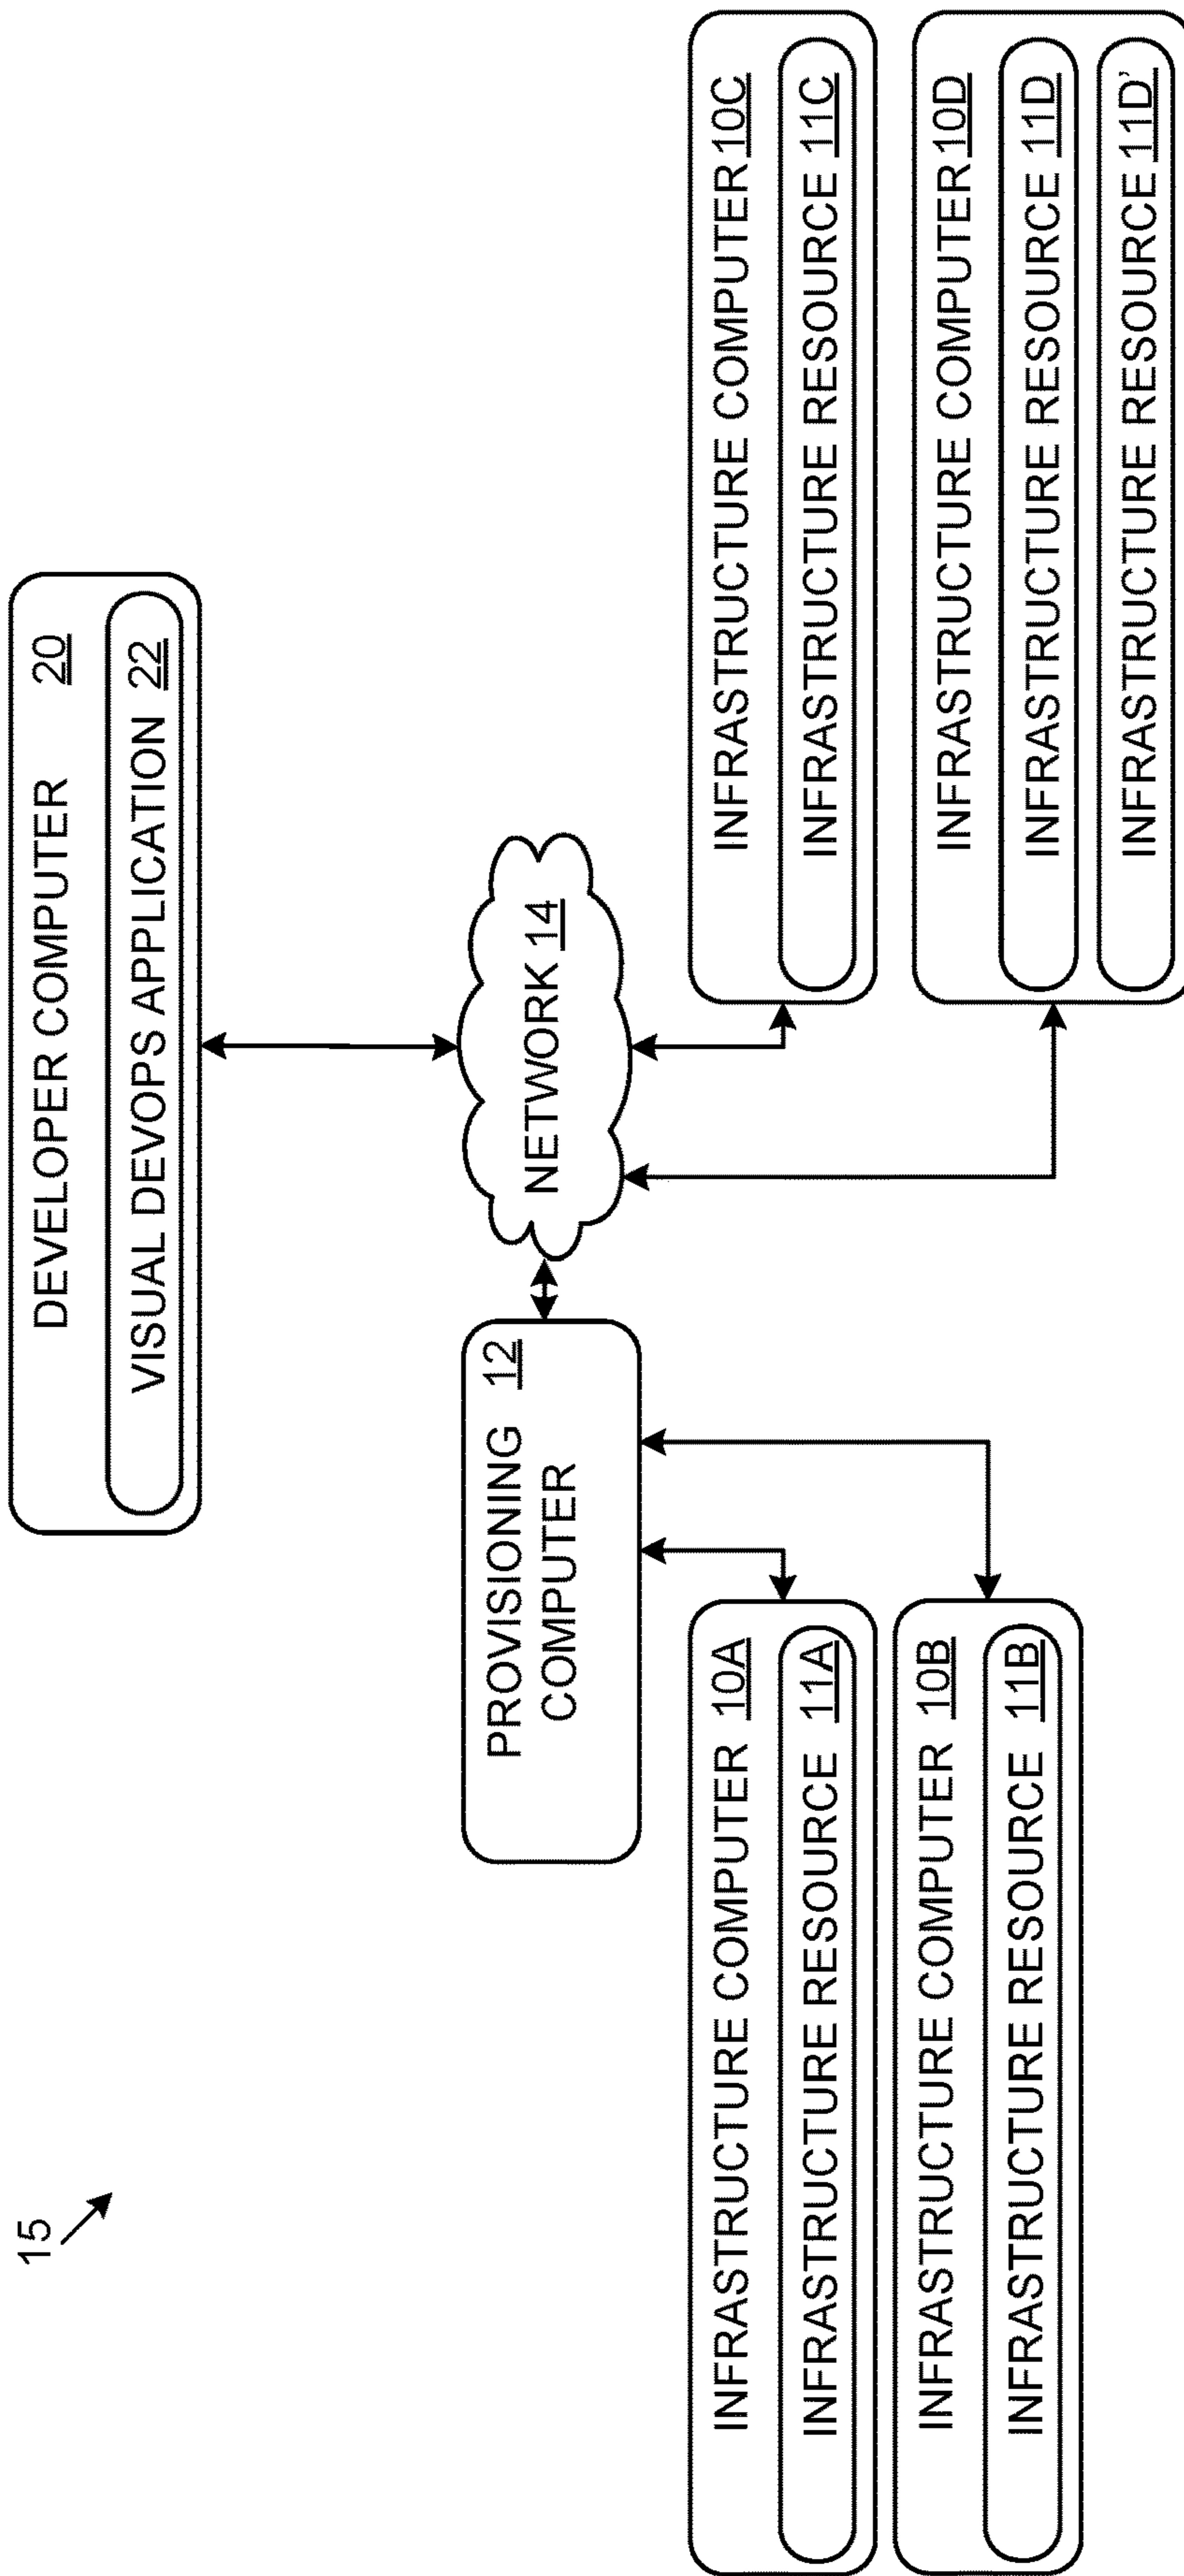 15
DEVELOPER COMPUTER 20
VISUAL DEVOPS APPLICATION 22
PROVISIONING 12
COMPUTER
NETWORK 14
INFRASTRUCTURE COMPUTER 10A
INFRASTRUCTURE RESOURCE 11A
INFRASTRUCTURE COMPUTER 10B
INFRASTRUCTURE RESOURCE 11B
INFRASTRUCTURE COMPUTER 10C
INFRASTRUCTURE RESOURCE 11C
INFRASTRUCTURE COMPUTER 10D
INFRASTRUCTURE RESOURCE 11D
INFRASTRUCTURE RESOURCE 11D'